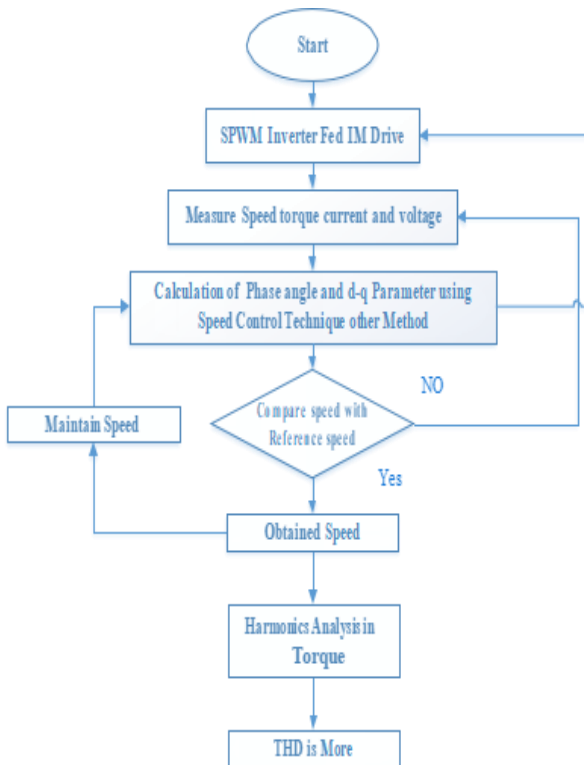 Start
SPWM Inverter Fed IM Drive
Measure Speed torque current and voltage
Calculation of Phase angle and d-q Parameter using
Speed Control Technique other Method
NO
Compare speed with
Reference speed
Maintain Speed
Yes
Obtained Speed
Harmonics Analysis in
Torque
THD is More